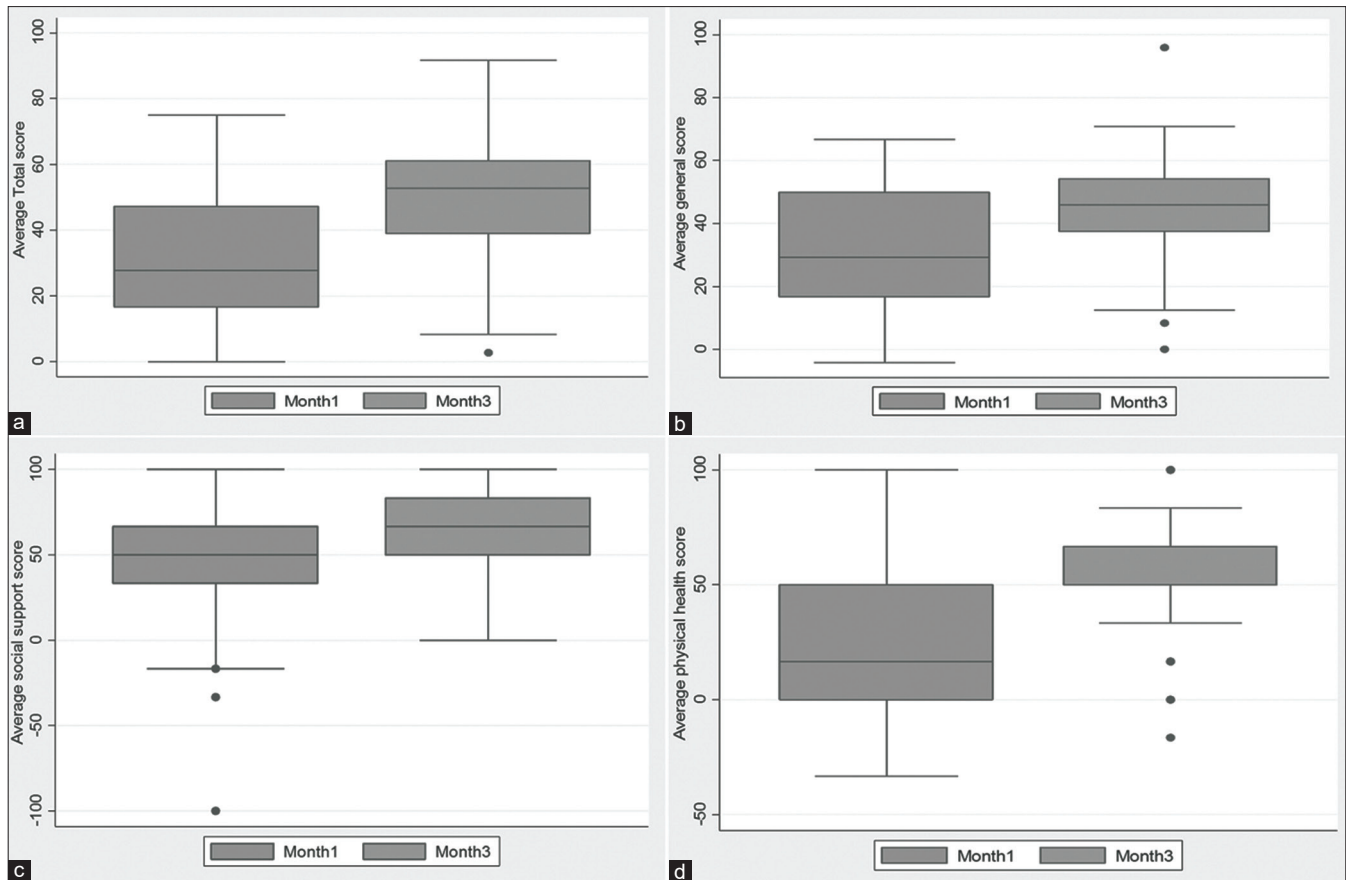 Average Total score
100
80
60
40
20
0
Month1 Month3
a
Average general score
100
80
60
40
20
0
Month1 Month3
b
Average social support score
100
50
0
-50
-100
Month1 Month3
c
Average physical health score
100
50
0
-50
Month1 Month3
d